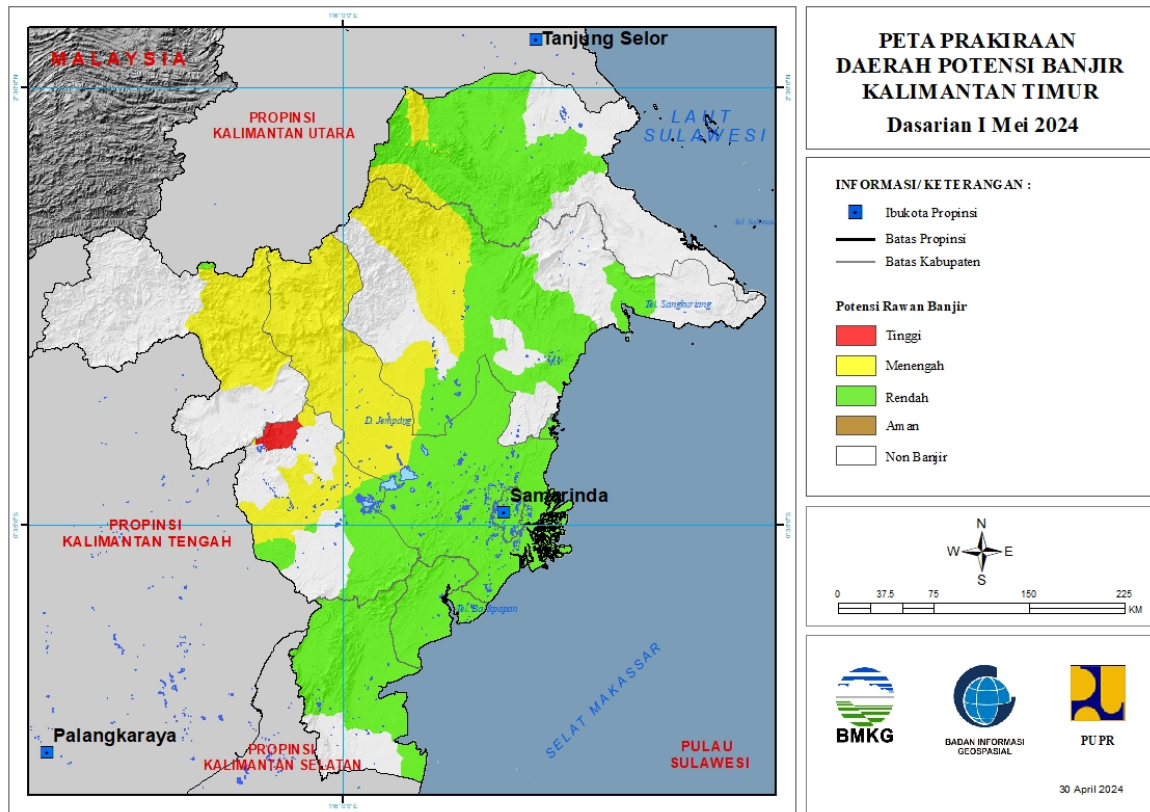 Tanjung Selor
MALAYSIA
PROPINSI
KALIMANTAN UTARA
LAUT
SULAWESI
Tel. Sangkuriang
D. Jempang
Samarinda
PROPINSI
KALIMANTAN TENGAH
SELAT MAKASSAR
Palangkaraya
PROPINSI
KALIMANTAN SELATAN
PULAU
SULAWESI
PETA PRAKIRAAN
DAERAH POTENSI BANJIR
KALIMANTAN TIMUR
Dasarian I Mei 2024
INFORMASI/KETERANGAN :
Ibukota Propinsi
Batas Propinsi
Batas Kabupaten
Potensi Rawan Banjir
Tinggi
Menengah
Rendah
Aman
Non Banjir
N
W E
S
0 37.5 75 150 225
KM
BMKG
BADAN INFORMASI
GEOSPASIAL
PUPR
30 April 2024